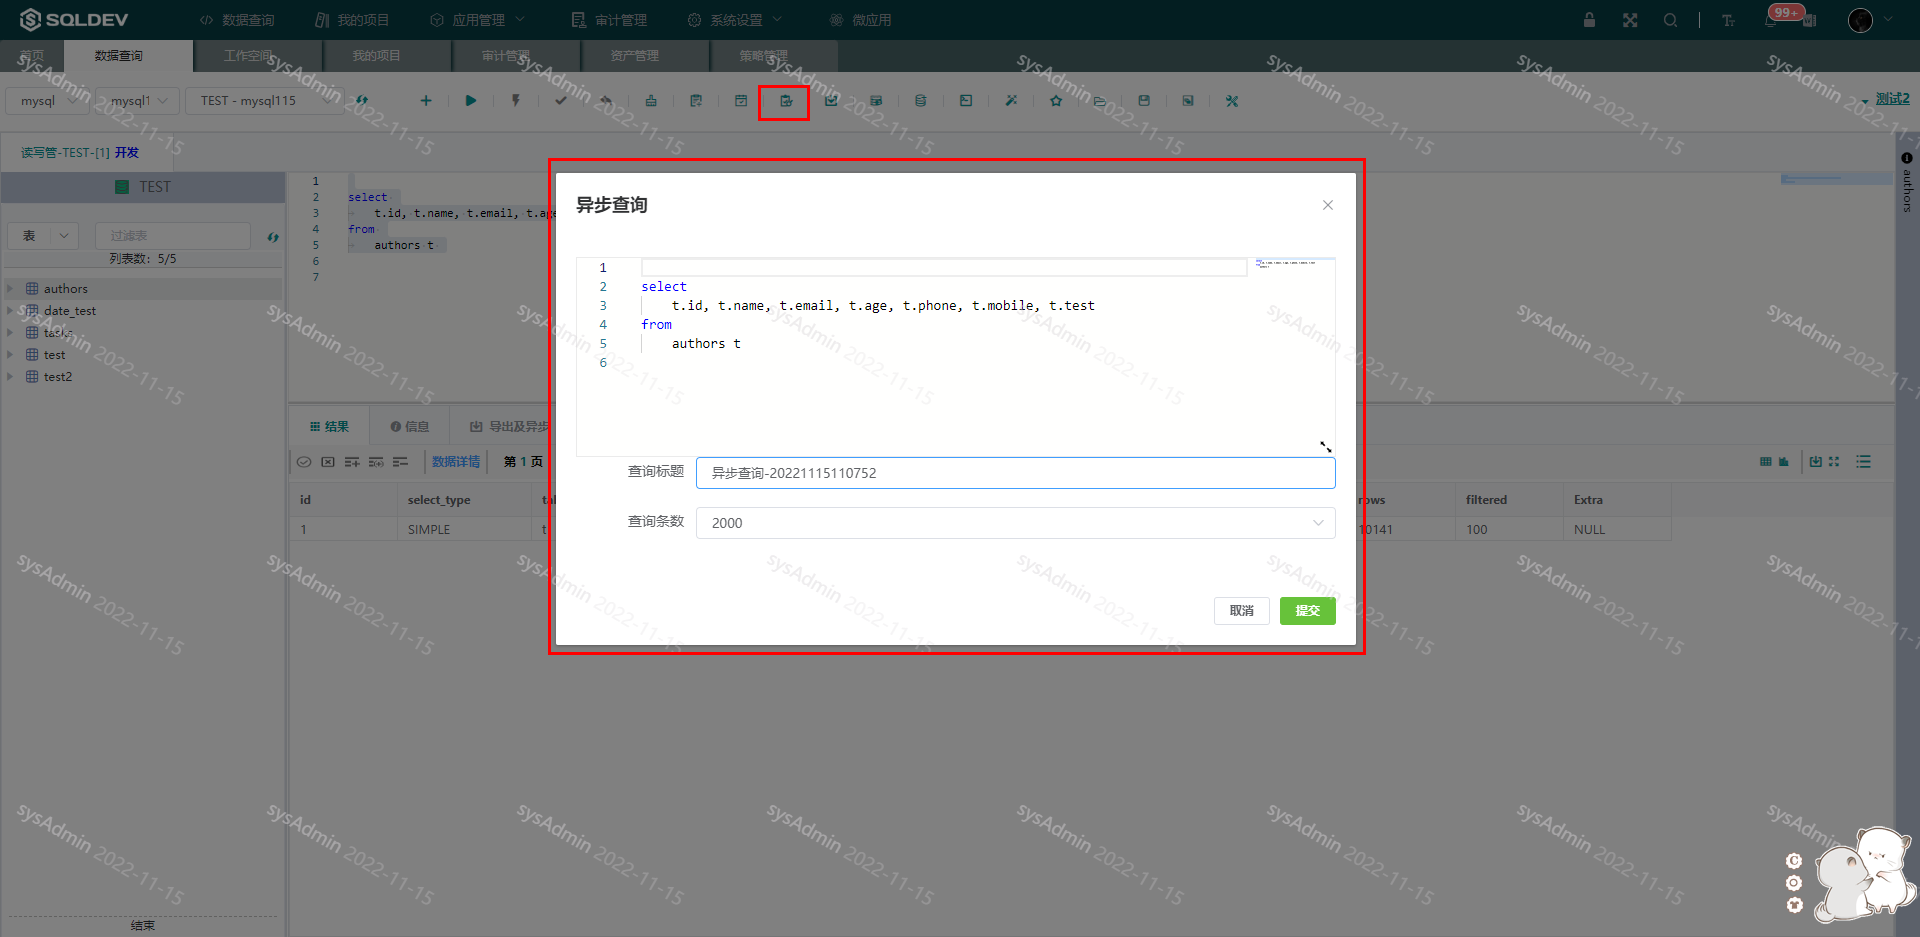 SQLDEV 数据查询 我的项目 应用管理 审计管理 系统设置 微应用 99+
首页 数据查询 工作空间 我的项目 审计管理 资产管理 策略管理
mysql mysql1 TEST - mysql115 测试2
读写管-TEST-[1] 开发
TEST
表 过滤表
列表数：5/5
authors
date_test
tasks
test
test2
结束
1
2 select
3 t.id, t.name, t.email, t.age
4 from
5 authors t
6
7
authors
结果 信息 导出及异步
数据详情 第 1 页
id select_type tal rows filtered Extra
1 SIMPLE t 10141 100 NULL
异步查询
1
2 select
3 t.id, t.name, t.email, t.age, t.phone, t.mobile, t.test
4 from
5 authors t
6
查询标题 异步查询-20221115110752
查询条数 2000
取消 提交
sysAdmin 2022-11-15